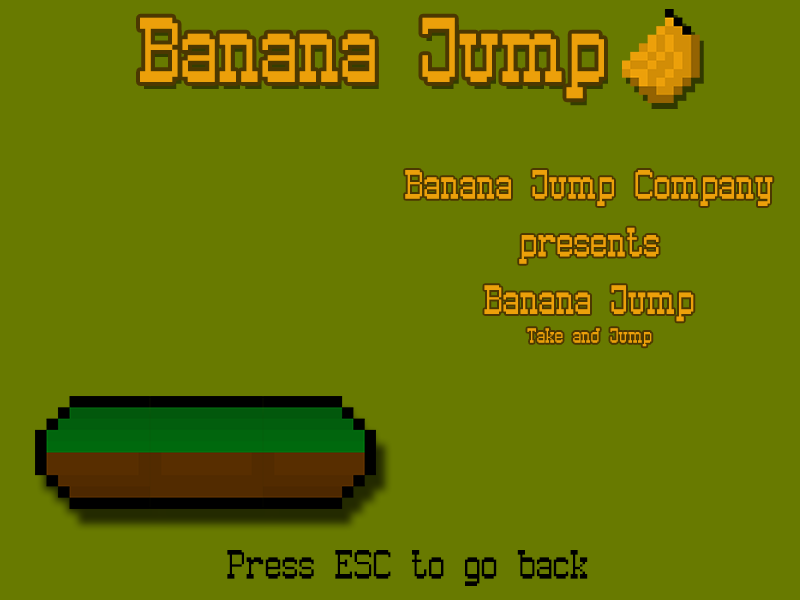 Banana Jump
Banana Jump Company
presents
Banana Jump
Take and Jump
Press ESC to go back